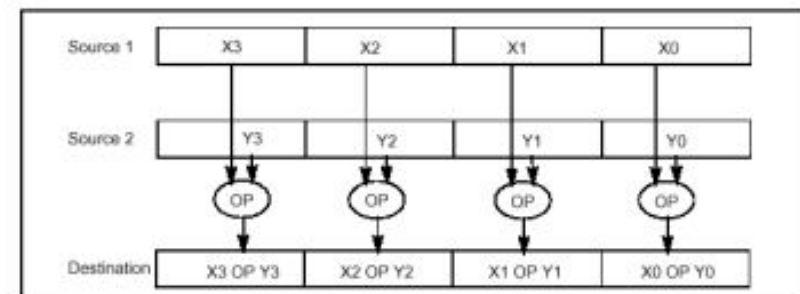 Source 1 X3 X2 X1 X0
Source 2 Y3 Y2 Y1 Y0
OP OP OP OP
Destination X3 OP Y3 X2 OP Y2 X1 OP Y1 X0 OP Y0